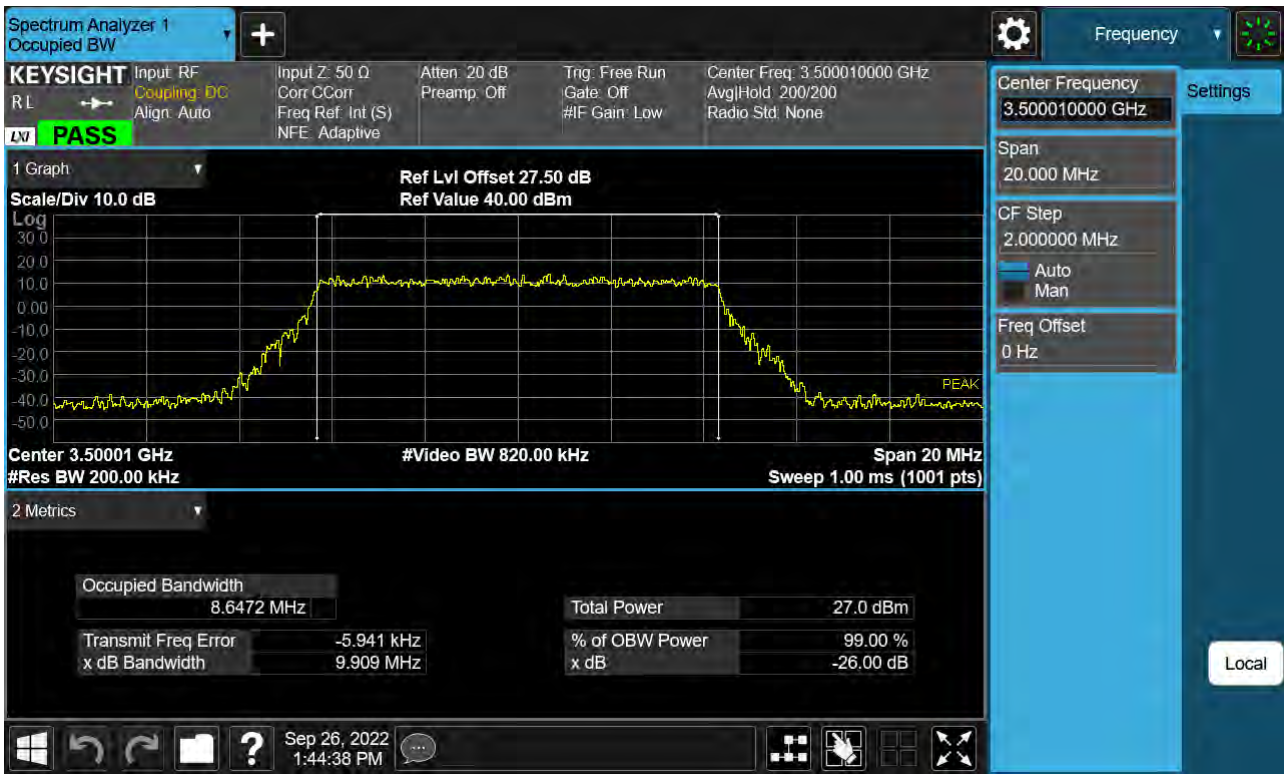 Spectrum Analyzer 1
Occupied BW
+
Frequency
KEYSIGHT
R L
LXI
PASS
Input: RF
Coupling: DC
Align: Auto
Input Z: 50 Ω
Corr CCorr
Freq Ref: Int (S)
NFE: Adaptive
Atten: 20 dB
Preamp: Off
Trig: Free Run
Gate: Off
#IF Gain: Low
Center Freq: 3.500010000 GHz
Avg|Hold: 200/200
Radio Std: None
Center Frequency
3.500010000 GHz
Settings
Span
20.000 MHz
CF Step
2.000000 MHz
Auto
Man
Freq Offset
0 Hz
Local
1 Graph
Scale/Div 10.0 dB
Ref Lvl Offset 27.50 dB
Ref Value 40.00 dBm
Log
30.0
20.0
10.0
0.00
-10.0
-20.0
-30.0
-40.0
-50.0
PEAK
Center 3.50001 GHz
#Video BW 820.00 kHz
Span 20 MHz
#Res BW 200.00 kHz
Sweep 1.00 ms (1001 pts)
2 Metrics
Occupied Bandwidth
8.6472 MHz
Total Power 27.0 dBm
Transmit Freq Error -5.941 kHz
% of OBW Power 99.00 %
x dB Bandwidth 9.909 MHz
x dB -26.00 dB
?
Sep 26, 2022
1:44:38 PM